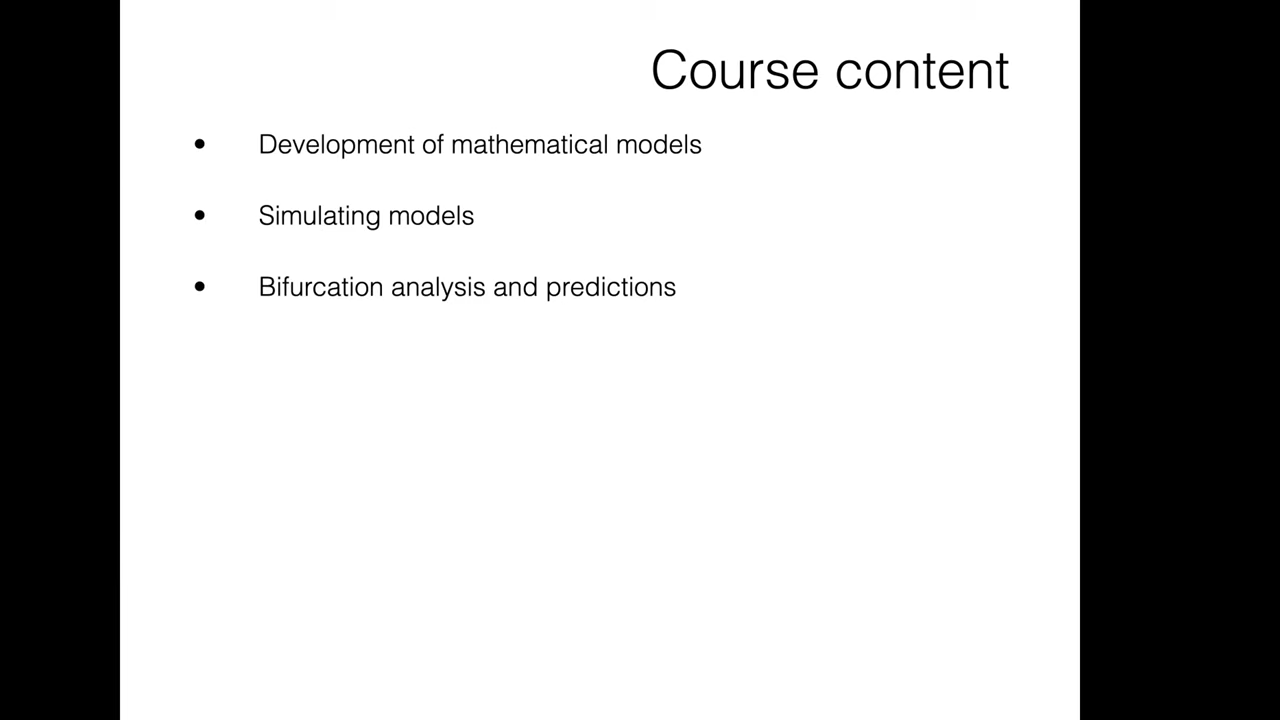 Course content
• Development of mathematical models
• Simulating models
• Bifurcation analysis and predictions